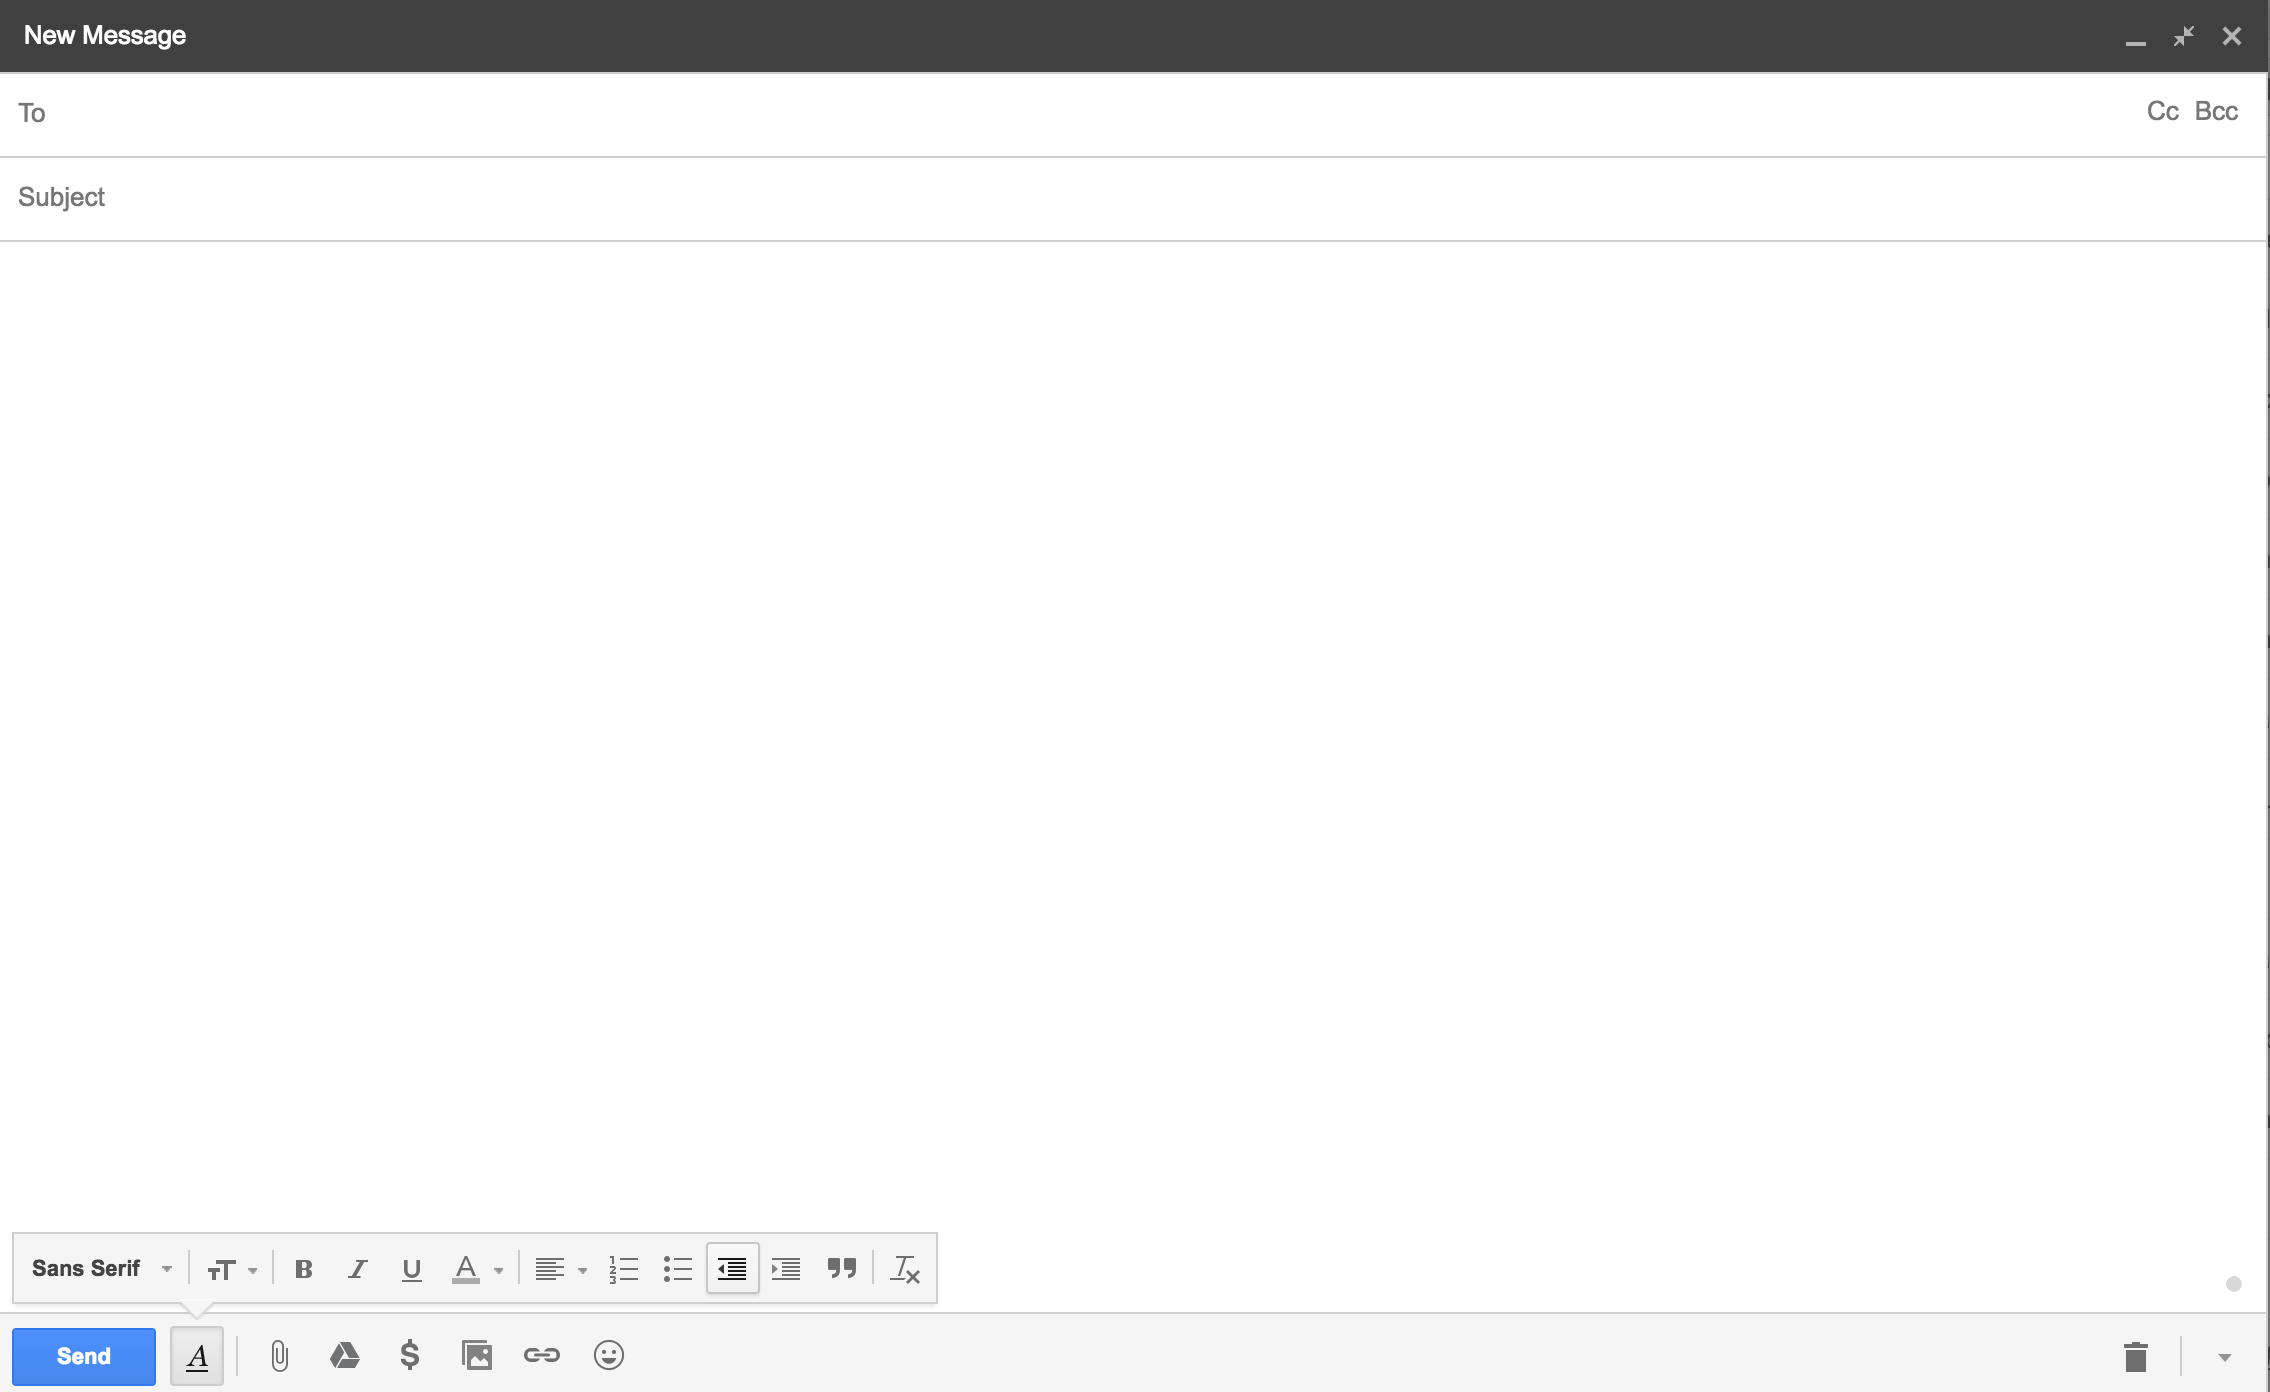 New Message
To Cc Bcc
Subject
Sans Serif
Send